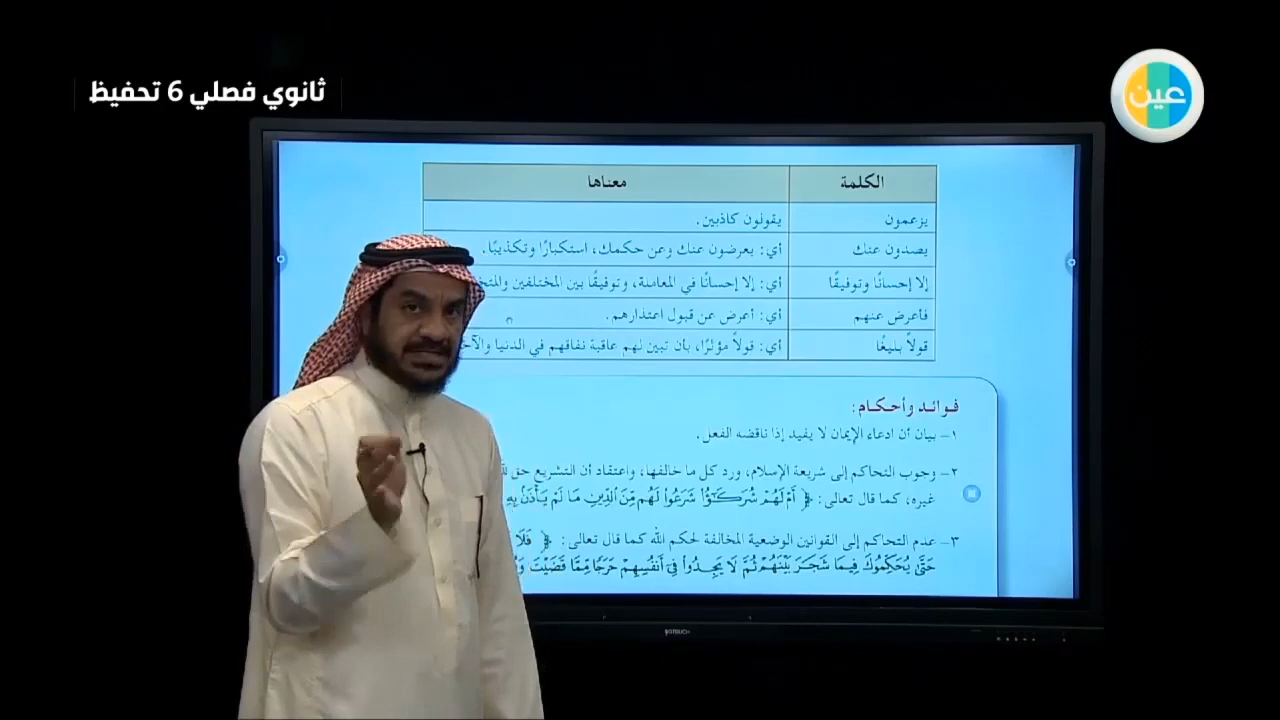 ثانوي فصلي 6 تحفيظ
عين
الكلمة معناها
يزعمون يقولون كاذبين.
يصدون عنك أي: يعرضون عنك وعن حكمك، استكبارًا وتكذيبًا.
إلا إحسانًا وتوفيقًا أي: إلا إحسانًا في المعاملة، وتوفيقًا بين المختلفين
فأعرض عنهم أي: أعرض عن قبول اعتذارهم.
قولاً بليغًا أي: قولاً مؤثرًا، بأن تبين لهم عاقبة نفاقهم في الدنيا
فوائد وأحكام:
١- بيان أن ادعاء الإيمان لا يفيد إذا ناقضه الفعل.
٢- وجوب التحاكم إلى شريعة الإسلام، ورد كل ما خالفها، واعتقاد أن التشريع حق
غيره، كما قال تعالى: ﴿ أَمْ لَهُمْ شُرَكَٰٓؤُا۟ شَرَعُوا۟ لَهُم مِّنَ ٱلدِّينِ مَا لَمْ يَأْذَنۢ بِهِ
٣- عدم التحاكم إلى القوانين الوضعية المخالفة لحكم الله كما قال تعالى: ﴿ فَلَا
حَتَّىٰ يُحَكِّمُوكَ فِيمَا شَجَرَ بَيْنَهُمْ ثُمَّ لَا يَجِدُوا۟ فِىٓ أَنفُسِهِمْ حَرَجًا مِّمَّا قَضَيْتَ